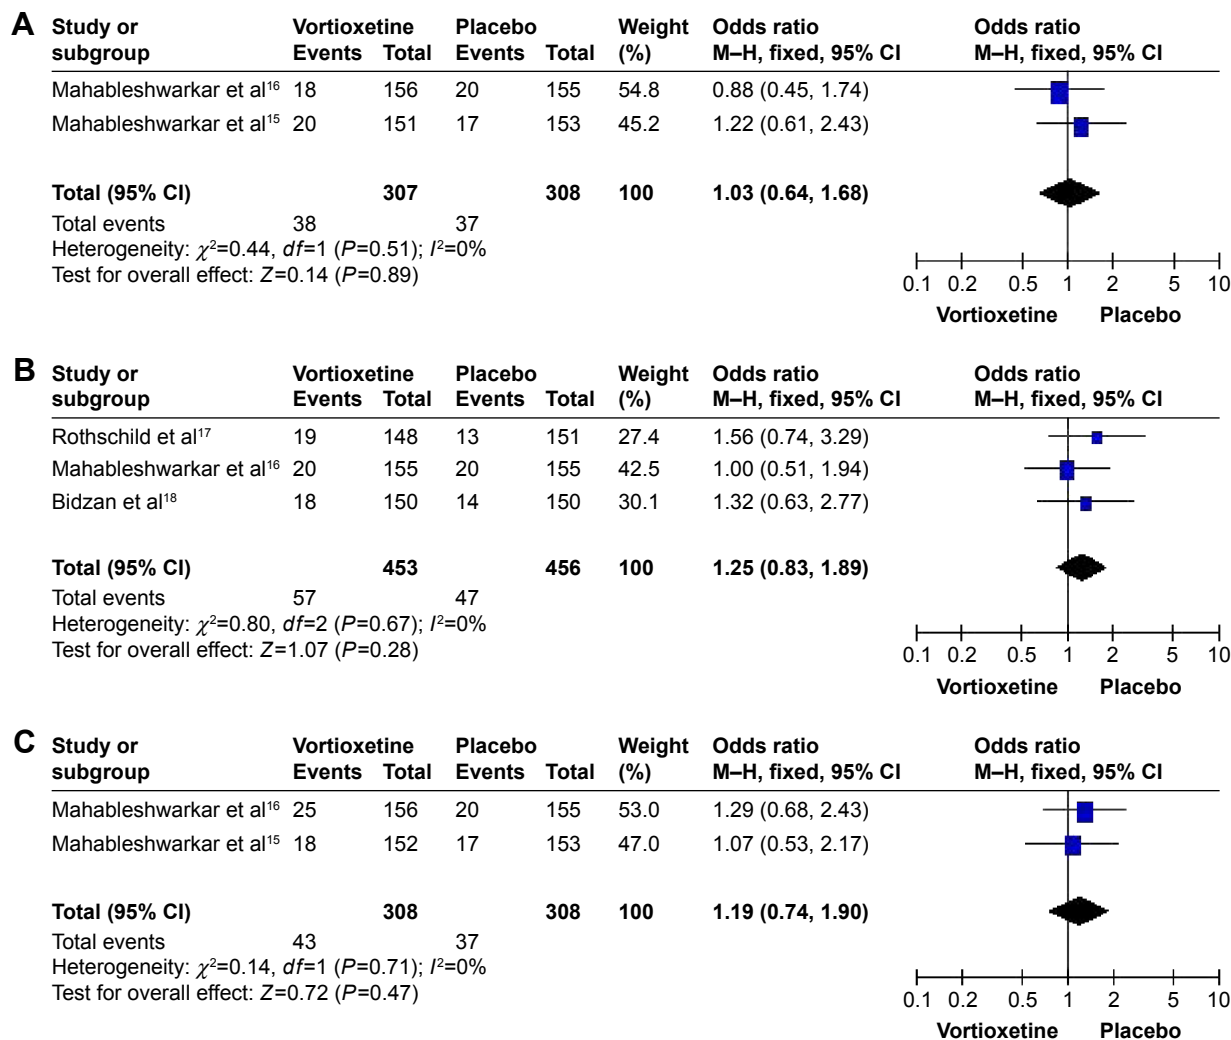 A Study or Vortioxetine Placebo Weight Odds ratio Odds ratio
subgroup Events Total Events Total (%) M–H, fixed, 95% CI M–H, fixed, 95% CI
Mahableshwarkar et al16 18 156 20 155 54.8 0.88 (0.45, 1.74)
Mahableshwarkar et al15 20 151 17 153 45.2 1.22 (0.61, 2.43)
Total (95% CI) 307 308 100 1.03 (0.64, 1.68)
Total events 38 37
Heterogeneity: χ²=0.44, df=1 (P=0.51); I²=0%
Test for overall effect: Z=0.14 (P=0.89)
0.1 0.2 0.5 1 2 5 10
Vortioxetine Placebo
B Study or Vortioxetine Placebo Weight Odds ratio Odds ratio
subgroup Events Total Events Total (%) M–H, fixed, 95% CI M–H, fixed, 95% CI
Rothschild et al17 19 148 13 151 27.4 1.56 (0.74, 3.29)
Mahableshwarkar et al16 20 155 20 155 42.5 1.00 (0.51, 1.94)
Bidzan et al18 18 150 14 150 30.1 1.32 (0.63, 2.77)
Total (95% CI) 453 456 100 1.25 (0.83, 1.89)
Total events 57 47
Heterogeneity: χ²=0.80, df=2 (P=0.67); I²=0%
Test for overall effect: Z=1.07 (P=0.28)
0.1 0.2 0.5 1 2 5 10
Vortioxetine Placebo
C Study or Vortioxetine Placebo Weight Odds ratio Odds ratio
subgroup Events Total Events Total (%) M–H, fixed, 95% CI M–H, fixed, 95% CI
Mahableshwarkar et al16 25 156 20 155 53.0 1.29 (0.68, 2.43)
Mahableshwarkar et al15 18 152 17 153 47.0 1.07 (0.53, 2.17)
Total (95% CI) 308 308 100 1.19 (0.74, 1.90)
Total events 43 37
Heterogeneity: χ²=0.14, df=1 (P=0.71); I²=0%
Test for overall effect: Z=0.72 (P=0.47)
0.1 0.2 0.5 1 2 5 10
Vortioxetine Placebo